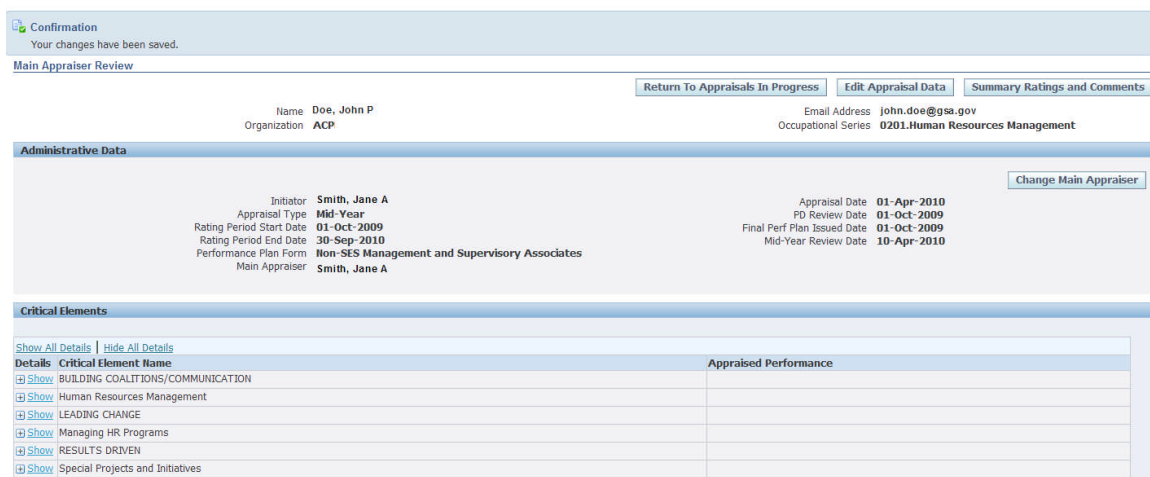 Confirmation
Your changes have been saved.
Main Appraiser Review
Return To Appraisals In Progress Edit Appraisal Data Summary Ratings and Comments
Name Doe, John P Email Address john.doe@gsa.gov
Organization ACP Occupational Series 0201.Human Resources Management
Administrative Data
Change Main Appraiser
Initiator Smith, Jane A Appraisal Date 01-Apr-2010
Appraisal Type Mid-Year PD Review Date 01-Oct-2009
Rating Period Start Date 01-Oct-2009 Final Perf Plan Issued Date 01-Oct-2009
Rating Period End Date 30-Sep-2010 Mid-Year Review Date 10-Apr-2010
Performance Plan Form Non-SES Management and Supervisory Associates
Main Appraiser Smith, Jane A
Critical Elements
Show All Details | Hide All Details
Details Critical Element Name Appraised Performance
Show BUILDING COALITIONS/COMMUNICATION
Show Human Resources Management
Show LEADING CHANGE
Show Managing HR Programs
Show RESULTS DRIVEN
Show Special Projects and Initiatives